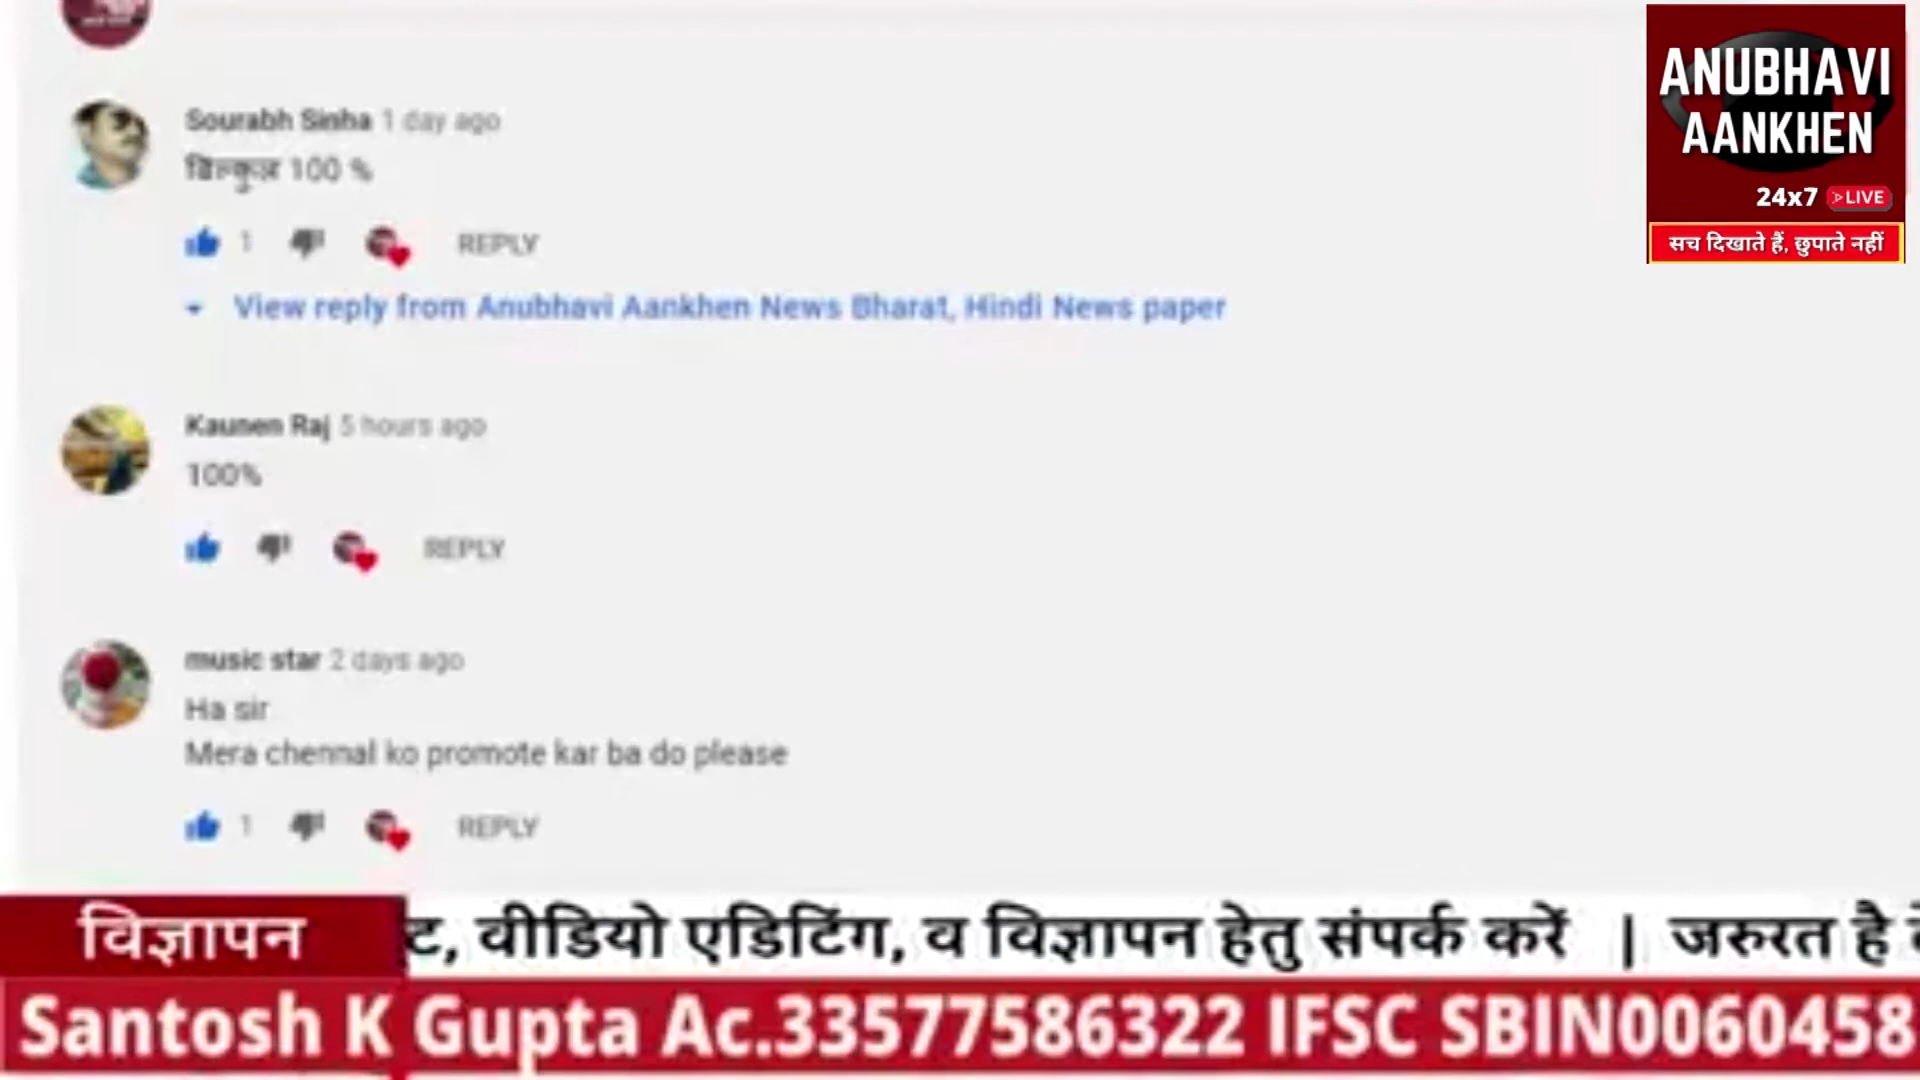 ANUBHAVI
AANKHEN
24x7 LIVE
सच दिखाते हैं, छुपाते नहीं
Sourabh Sinha 1 day ago
बिल्कुल 100 %
1 REPLY
View reply from Anubhavi Aankhen News Bharat, Hindi News paper
Kaunen Raj 5 hours ago
100%
REPLY
music star 2 days ago
Ha sir
Mera chennal ko promote kar ba do please
1 REPLY
विज्ञापन
ट, वीडियो एडिटिंग, व विज्ञापन हेतु संपर्क करें | जरुरत है
Santosh K Gupta Ac.33577586322 IFSC SBIN0060458